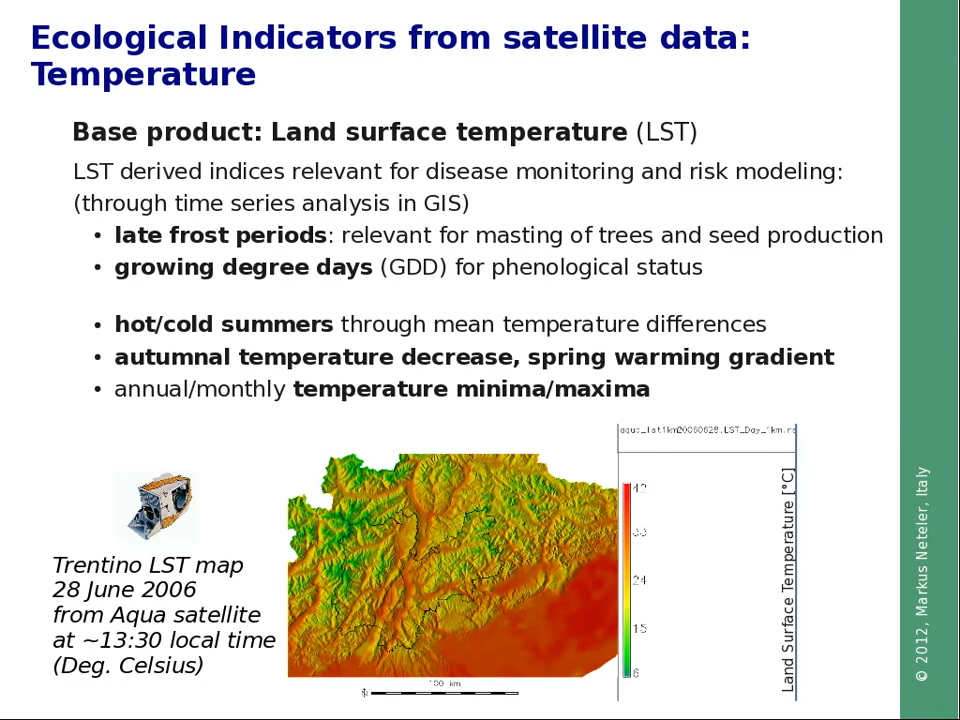 Ecological Indicators from satellite data:
Temperature
Base product: Land surface temperature (LST)
LST derived indices relevant for disease monitoring and risk modeling:
(through time series analysis in GIS)
• late frost periods: relevant for masting of trees and seed production
• growing degree days (GDD) for phenological status
• hot/cold summers through mean temperature differences
• autumnal temperature decrease, spring warming gradient
• annual/monthly temperature minima/maxima
Trentino LST map
28 June 2006
from Aqua satellite
at ~13:30 local time
(Deg. Celsius)
100 km
42
33
24
15
6
Land Surface Temperature [°C]
© 2012, Markus Neteler, Italy